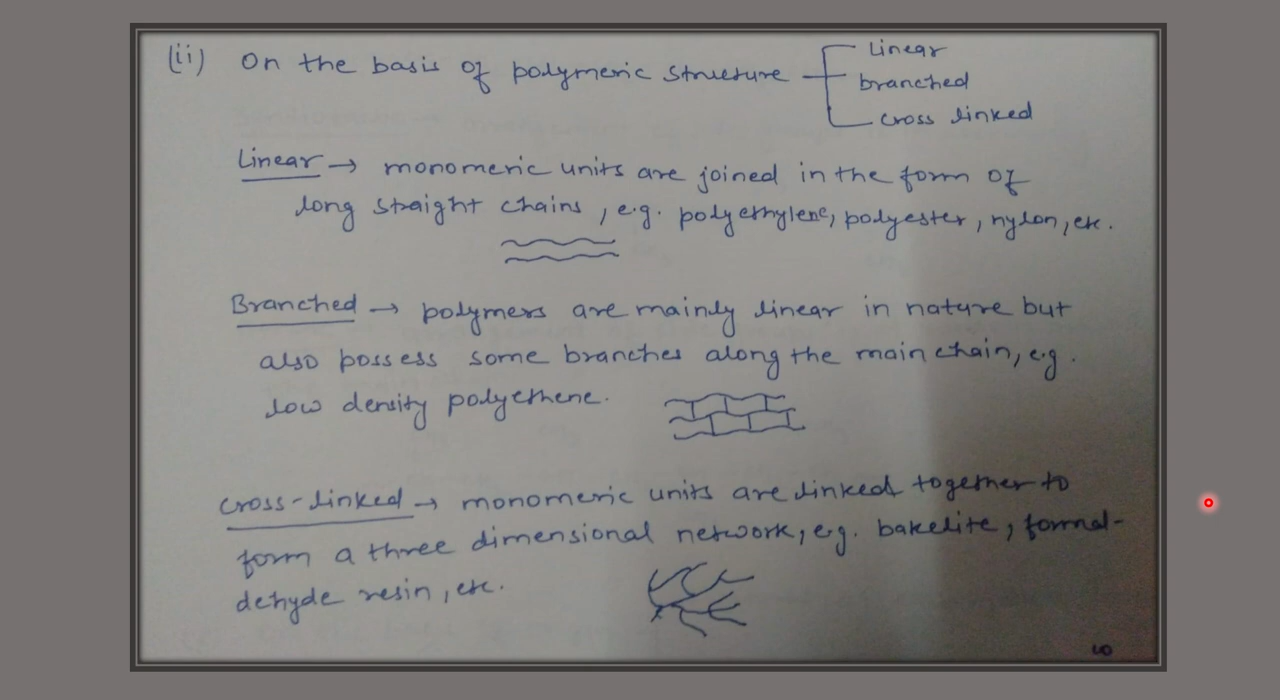 (ii) On the basis of polymeric structure
Linear
branched
cross linked
Linear → monomeric units are joined in the form of
long straight chains, e.g. polyethylene, polyester, nylon, etc.
Branched → polymers are mainly linear in nature but
also possess some branches along the main chain, e.g.
low density polyethene.
Cross-linked → monomeric units are linked together to
form a three dimensional network, e.g. bakelite, formal-
dehyde resin, etc.